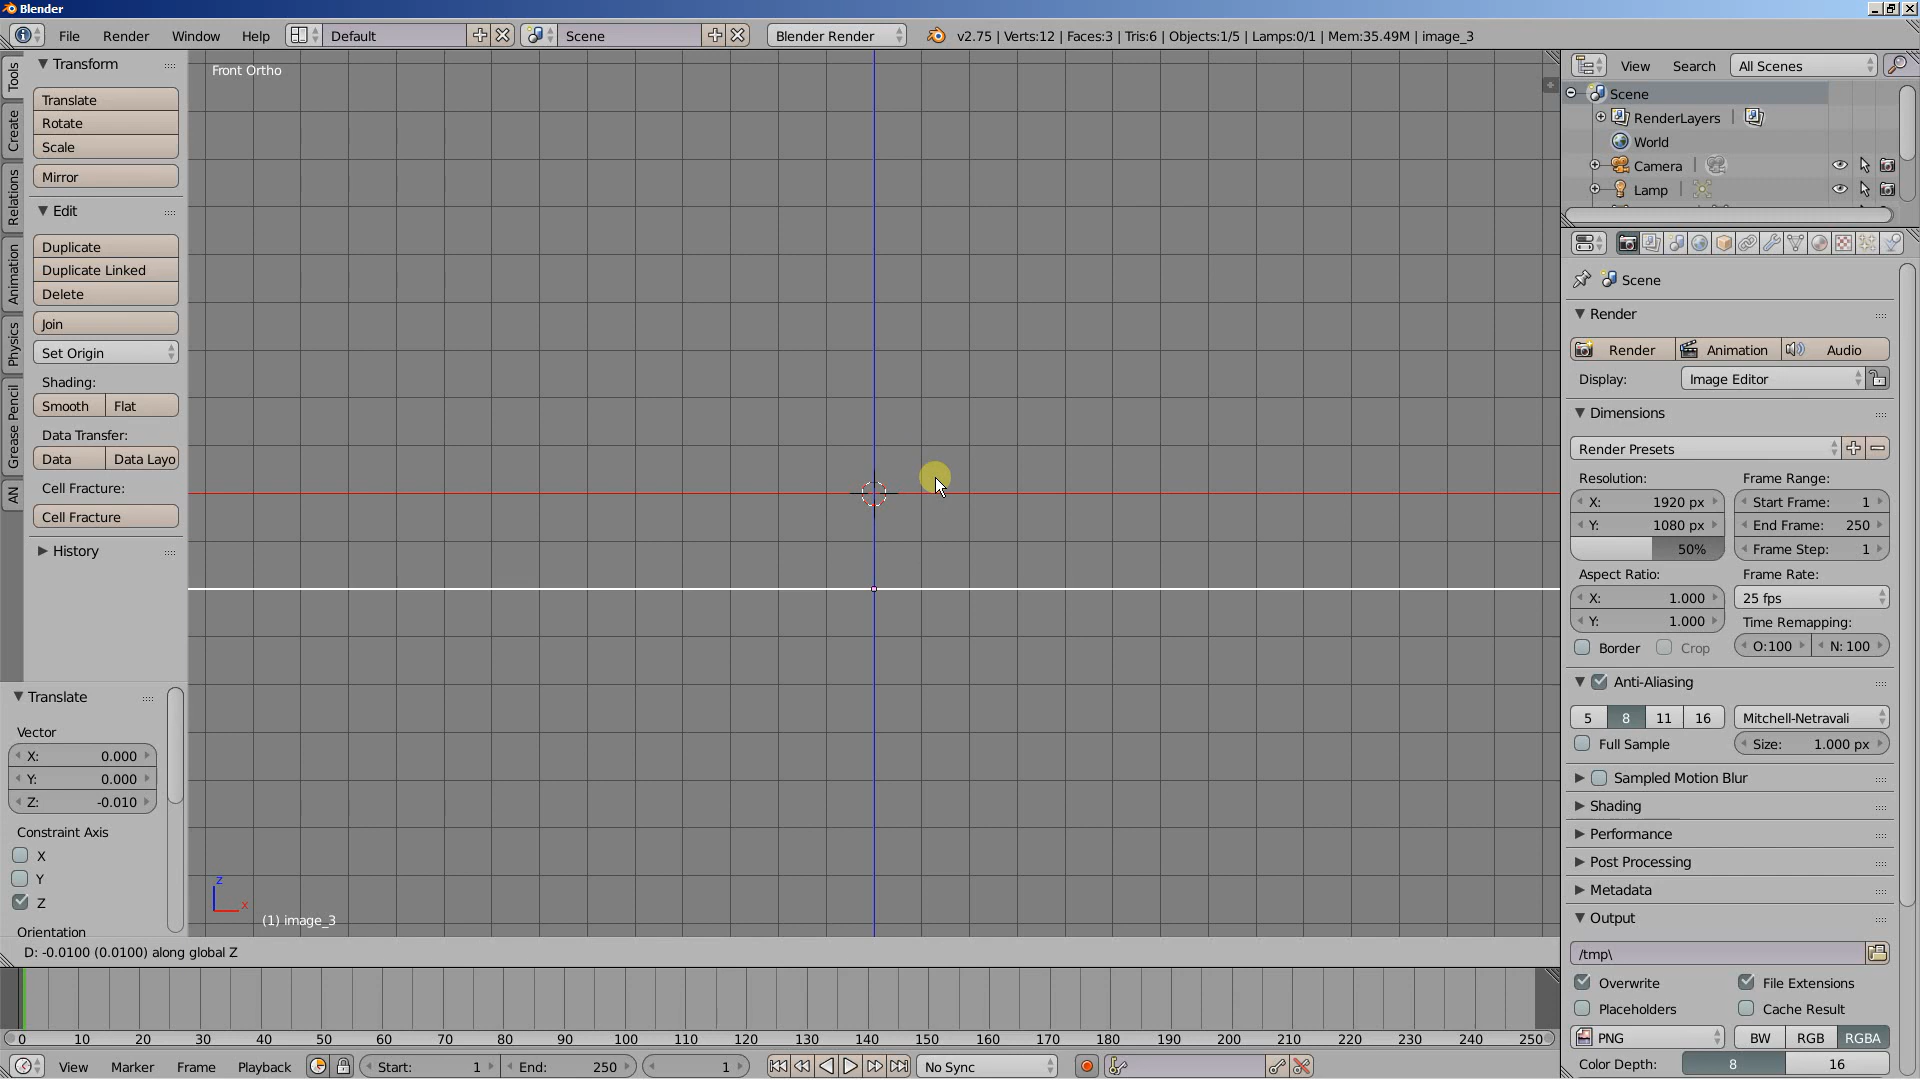 Blender
File Render Window Help Default Scene Blender Render v2.75 | Verts:12 | Faces:3 | Tris:6 | Objects:1/5 | Lamps:0/1 | Mem:35.49M | image_3
Tools
Create
Relations
Animation
Physics
Grease Pencil
AN
Transform
Translate
Rotate
Scale
Mirror
Edit
Duplicate
Duplicate Linked
Delete
Join
Set Origin
Shading:
Smooth Flat
Data Transfer:
Data Data Layo
Cell Fracture:
Cell Fracture
History
Translate
Vector
X: 0.000
Y: 0.000
Z: -0.010
Constraint Axis
X
Y
Z
Orientation
Front Ortho
z
x
(1) image_3
D: -0.0100 (0.0100) along global Z
0 10 20 30 40 50 60 70 80 90 100 110 120 130 140 150 160 170 180 190 200 210 220 230 240 250
View Marker Frame Playback Start: 1 End: 250 1 No Sync
View Search All Scenes
Scene
RenderLayers |
World
Camera |
Lamp |
Scene
Render
Render Animation Audio
Display: Image Editor
Dimensions
Render Presets
Resolution: Frame Range:
X: 1920 px Start Frame: 1
Y: 1080 px End Frame: 250
50% Frame Step: 1
Aspect Ratio: Frame Rate:
X: 1.000 25 fps
Y: 1.000 Time Remapping:
Border Crop O:100 N: 100
Anti-Aliasing
5 8 11 16 Mitchell-Netravali
Full Sample Size: 1.000 px
Sampled Motion Blur
Shading
Performance
Post Processing
Metadata
Output
/tmp\
Overwrite File Extensions
Placeholders Cache Result
PNG BW RGB RGBA
Color Depth: 8 16